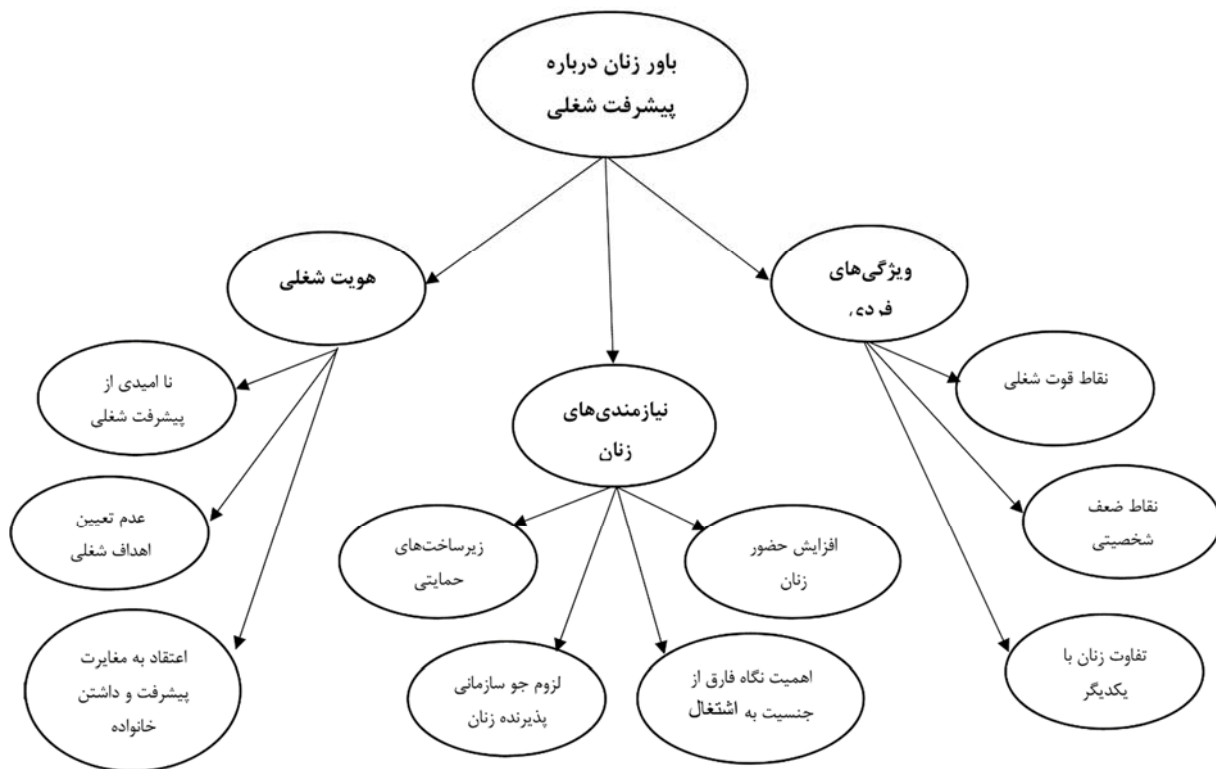 باور زنان درباره
پیشرفت شغلی
ویژگی‌های
فردی
هویت شغلی
نقاط قوت شغلی
نا امیدی از
پیشرفت شغلی
نیازمندی‌های
زنان
نقاط ضعف
شخصیتی
عدم تعیین
اهداف شغلی
افزایش حضور
زنان
زیرساخت‌های
حمایتی
تفاوت زنان با
یکدیگر
اهمیت نگاه فارق از
جنسیت به اشتغال
لزوم جو سازمانی
پذیرنده زنان
اعتقاد به مغایرت
پیشرفت و داشتن
خانواده